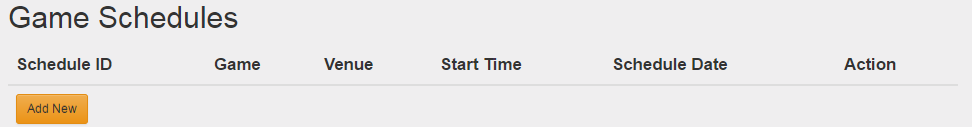 Game Schedules
Schedule ID Game Venue Start Time Schedule Date Action
Add New